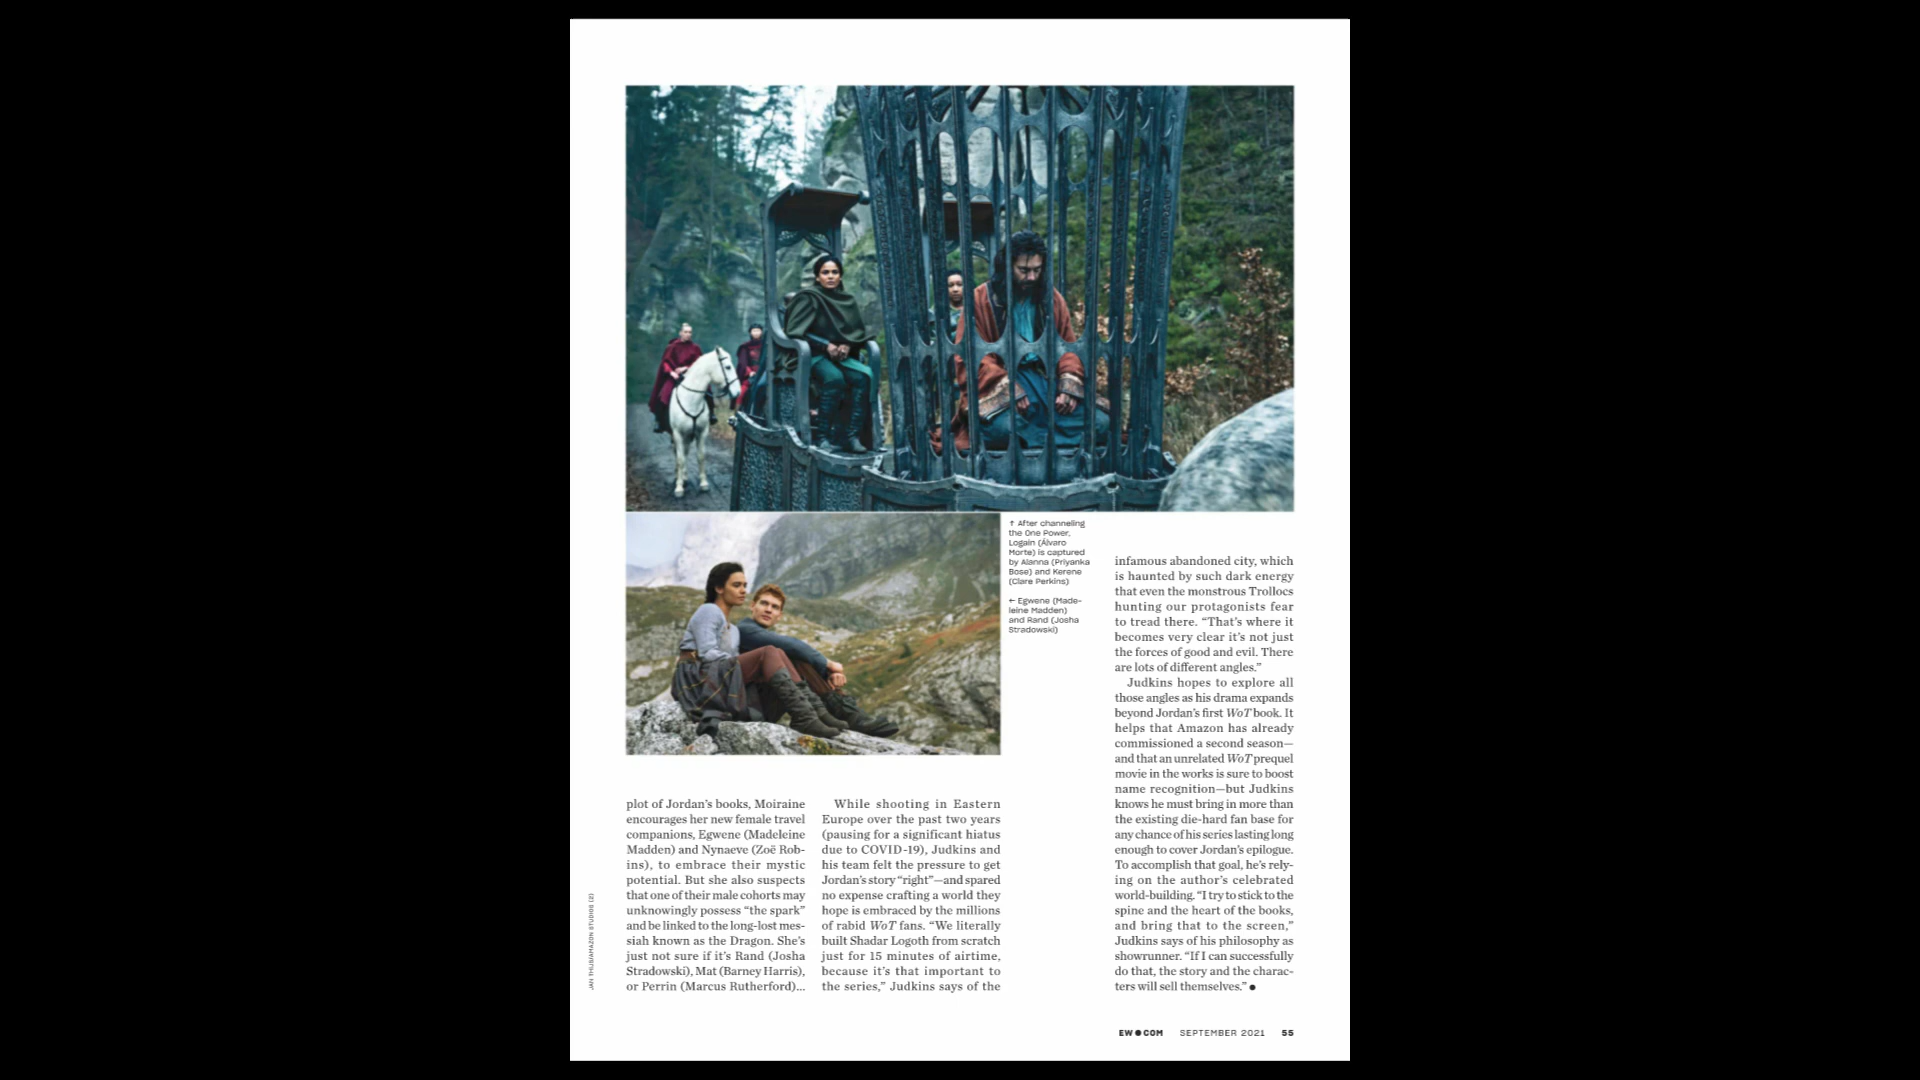 ↑ After channeling
the One Power,
Logain (Álvaro
Morte) is captured
by Alanna (Priyanka
Bose) and Kerene
(Clare Perkins)
← Egwene (Made-
leine Madden)
and Rand (Josha
Stradowski)
plot of Jordan's books, Moiraine
encourages her new female travel
companions, Egwene (Madeleine
Madden) and Nynaeve (Zoë Rob-
ins), to embrace their mystic
potential. But she also suspects
that one of their male cohorts may
unknowingly possess “the spark”
and be linked to the long-lost mes-
siah known as the Dragon. She's
just not sure if it's Rand (Josha
Stradowski), Mat (Barney Harris),
or Perrin (Marcus Rutherford)...
While shooting in Eastern
Europe over the past two years
(pausing for a significant hiatus
due to COVID-19), Judkins and
his team felt the pressure to get
Jordan's story “right”—and spared
no expense crafting a world they
hope is embraced by the millions
of rabid WoT fans. “We literally
built Shadar Logoth from scratch
just for 15 minutes of airtime,
because it's that important to
the series,” Judkins says of the
infamous abandoned city, which
is haunted by such dark energy
that even the monstrous Trollocs
hunting our protagonists fear
to tread there. “That's where it
becomes very clear it's not just
the forces of good and evil. There
are lots of different angles.”
Judkins hopes to explore all
those angles as his drama expands
beyond Jordan's first WoT book. It
helps that Amazon has already
commissioned a second season—
and that an unrelated WoT prequel
movie in the works is sure to boost
name recognition—but Judkins
knows he must bring in more than
the existing die-hard fan base for
any chance of his series lasting long
enough to cover Jordan's epilogue.
To accomplish that goal, he's rely-
ing on the author's celebrated
world-building. “I try to stick to the
spine and the heart of the books,
and bring that to the screen,”
Judkins says of his philosophy as
showrunner. “If I can successfully
do that, the story and the charac-
ters will sell themselves.” ●
JAN THIJS/AMAZON STUDIOS (2)
EW●COM SEPTEMBER 2021 55